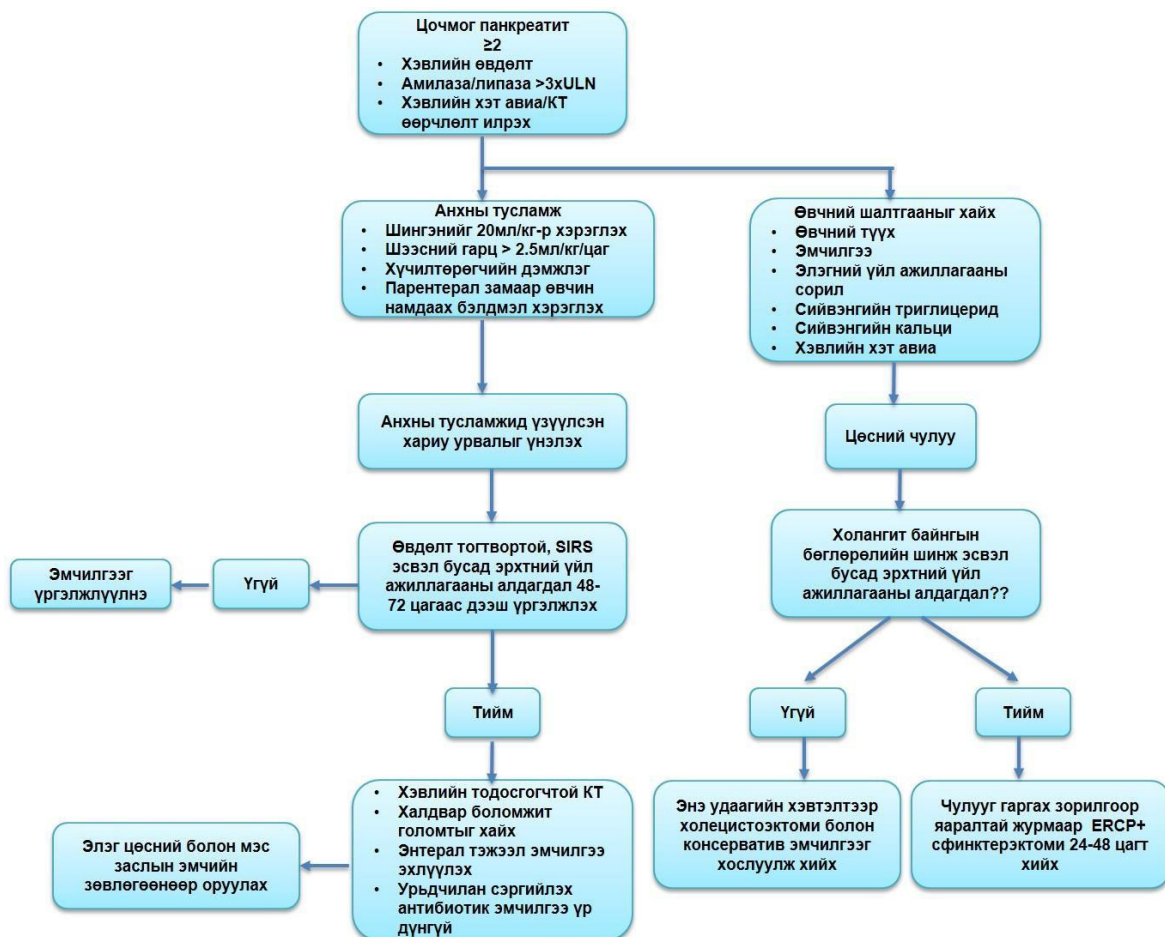 Цочмог панкреатит
≥2
• Хэвлийн өвдөлт
• Амилаза/липаза >3xULN
• Хэвлийн хэт авиа/КТ
өөрчлөлт илрэх
Анхны тусламж
• Шингэнийг 20мл/кг-р хэрэглэх
• Шээсний гарц > 2.5мл/кг/цаг
• Хүчилтөрөгчийн дэмжлэг
• Парентерал замаар өвчин
намдаах бэлдмэл хэрэглэх
Өвчний шалтгааныг хайх
• Өвчний түүх
• Эмчилгээ
• Элэгний үйл ажиллагааны
сорил
• Сийвэнгийн триглицерид
• Сийвэнгийн кальци
• Хэвлийн хэт авиа
Анхны тусламжид үзүүлсэн
хариу урвалыг үнэлэх
Цөсний чулуу
Өвдөлт тогтвортой, SIRS
эсвэл бусад эрхтний үйл
ажиллагааны алдагдал 48-
72 цагаас дээш үргэлжлэх
Үгүй
Эмчилгээг
үргэлжлүүлнэ
Холангит байнгын
бөглрөлийн шинж эсвэл
бусад эрхтний үйл
ажиллагааны алдагдал??
Тийм
Үгүй
Тийм
• Хэвлийн тодосгогчтой КТ
• Халдвар боломжит
голомтыг хайх
• Энтерал тэжээл эмчилгээ
эхлүүлэх
• Урьдчилан сэргийлэх
антибиотик эмчилгээ үр
дүнгүй
Элэг цөсний болон мэс
заслын эмчийн
зөвлөгөөнөөр оруулах
Энэ удаагийн хэвтэлтээр
холецистоэктоми болон
консерватив эмчилгээг
хослуулж хийх
Чулууг гаргах зорилгоор
яаралтай журмаар ERCP+
сфинктерэктоми 24-48 цагт
хийх